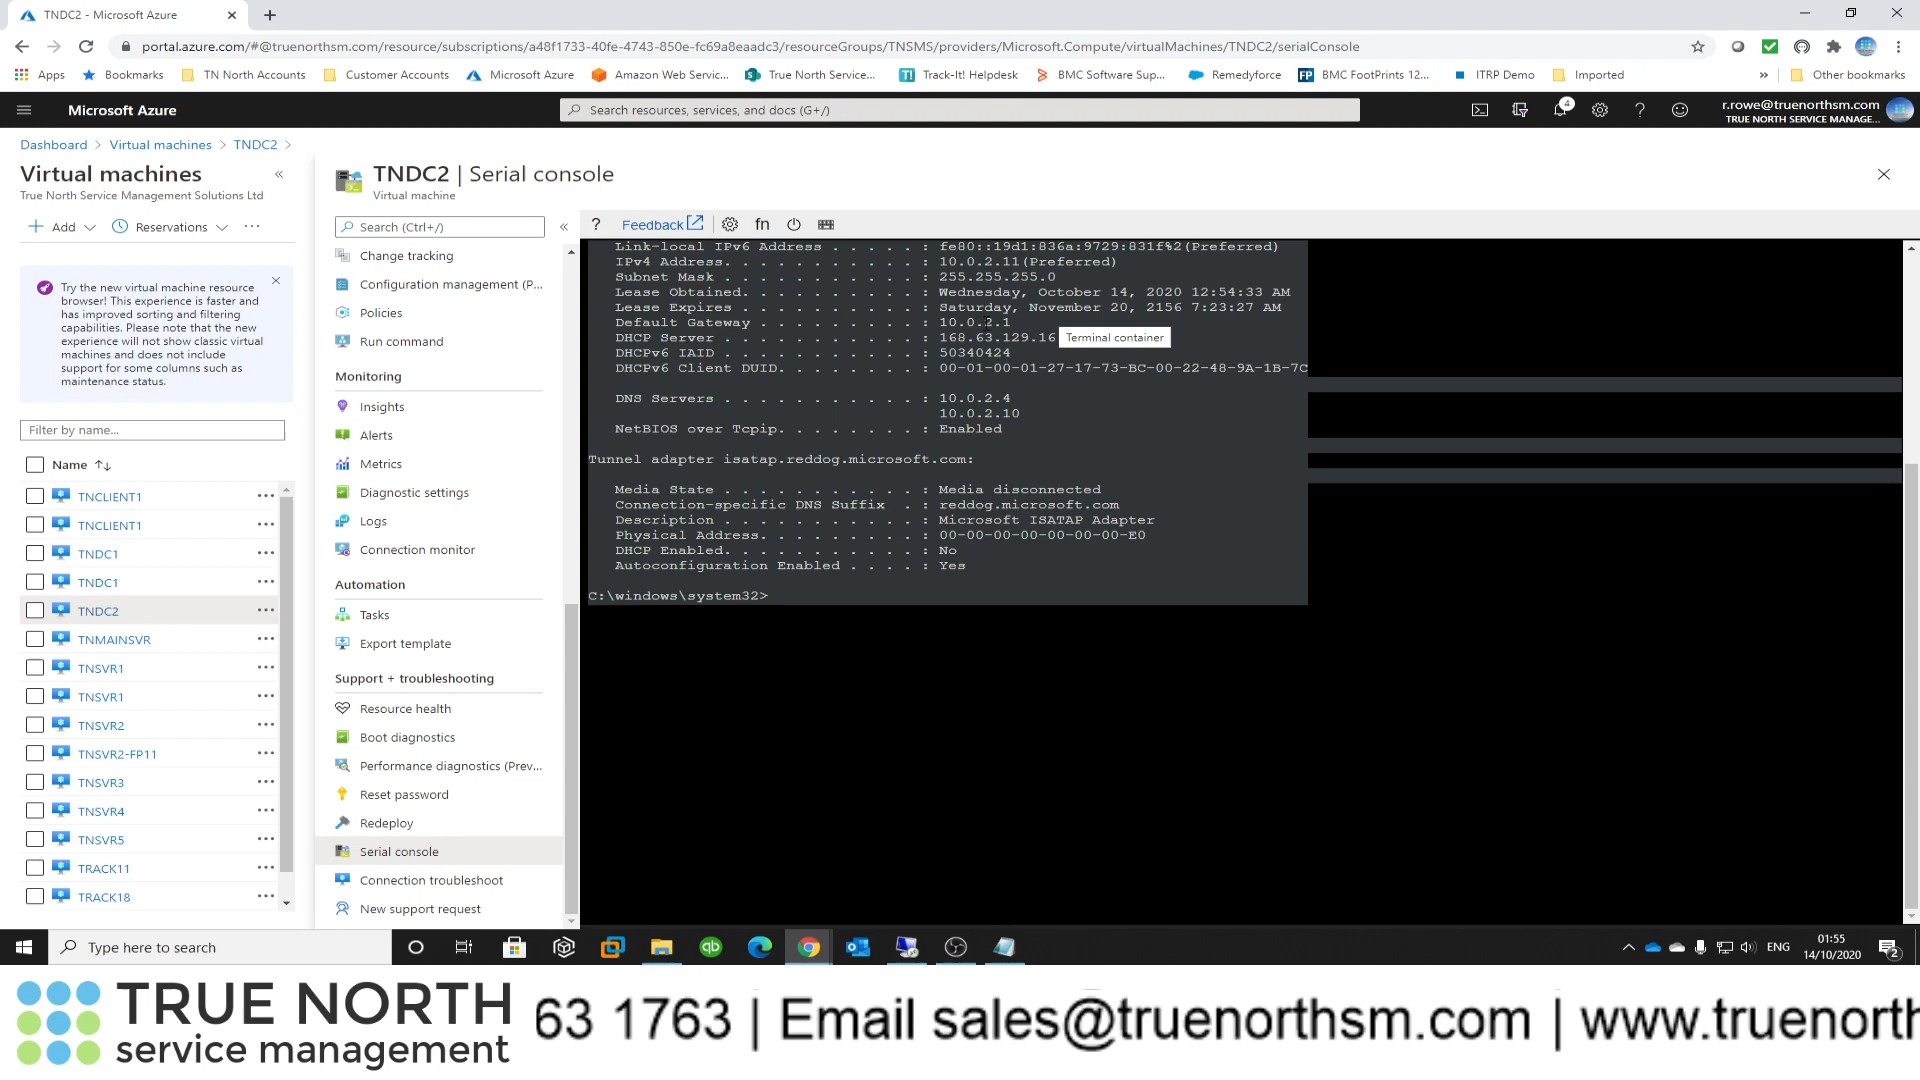 TNDC2 - Microsoft Azure
portal.azure.com/#@truenorthsm.com/resource/subscriptions/a48f1733-40fe-4743-850e-fc69a8eaadc3/resourceGroups/TNSMS/providers/Microsoft.Compute/virtualMachines/TNDC2/serialConsole
Apps Bookmarks TN North Accounts Customer Accounts Microsoft Azure Amazon Web Servic... True North Service... Track-It! Helpdesk BMC Software Sup... Remedyforce BMC FootPrints 12... ITRP Demo Imported » Other bookmarks
Microsoft Azure
Search resources, services, and docs (G+/)
4
r.rowe@truenorthsm.com
TRUE NORTH SERVICE MANAGE...
Dashboard > Virtual machines > TNDC2 >
Virtual machines
True North Service Management Solutions Ltd
Add Reservations ...
Try the new virtual machine resource
browser! This experience is faster and
has improved sorting and filtering
capabilities. Please note that the new
experience will not show classic virtual
machines and does not include
support for some columns such as
maintenance status.
Filter by name...
Name
TNCLIENT1
TNCLIENT1
TNDC1
TNDC1
TNDC2
TNMAINSVR
TNSVR1
TNSVR1
TNSVR2
TNSVR2-FP11
TNSVR3
TNSVR4
TNSVR5
TRACK11
TRACK18
TNDC2 | Serial console
Virtual machine
Search (Ctrl+/)
Change tracking
Configuration management (P...
Policies
Run command
Monitoring
Insights
Alerts
Metrics
Diagnostic settings
Logs
Connection monitor
Automation
Tasks
Export template
Support + troubleshooting
Resource health
Boot diagnostics
Performance diagnostics (Prev...
Reset password
Redeploy
Serial console
Connection troubleshoot
New support request
? Feedback fn
Link-local IPv6 Address . . . . . : fe80::19d1:836a:9729:831f%2(Preferred)
IPv4 Address. . . . . . . . . . . : 10.0.2.11(Preferred)
Subnet Mask . . . . . . . . . . . : 255.255.255.0
Lease Obtained. . . . . . . . . . : Wednesday, October 14, 2020 12:54:33 AM
Lease Expires . . . . . . . . . . : Saturday, November 20, 2156 7:23:27 AM
Default Gateway . . . . . . . . . : 10.0.2.1
DHCP Server . . . . . . . . . . . : 168.63.129.16
Terminal container
DHCPv6 IAID . . . . . . . . . . . : 50340424
DHCPv6 Client DUID. . . . . . . . : 00-01-00-01-27-17-73-BC-00-22-48-9A-1B-7C
DNS Servers . . . . . . . . . . . : 10.0.2.4
10.0.2.10
NetBIOS over Tcpip. . . . . . . . : Enabled
Tunnel adapter isatap.reddog.microsoft.com:
Media State . . . . . . . . . . . : Media disconnected
Connection-specific DNS Suffix . : reddog.microsoft.com
Description . . . . . . . . . . . : Microsoft ISATAP Adapter
Physical Address. . . . . . . . . : 00-00-00-00-00-00-00-E0
DHCP Enabled. . . . . . . . . . . : No
Autoconfiguration Enabled . . . . : Yes
C:\windows\system32>
Type here to search
ENG
01:55
14/10/2020
2
TRUE NORTH
service management
63 1763 | Email sales@truenorthsm.com | www.truenorth